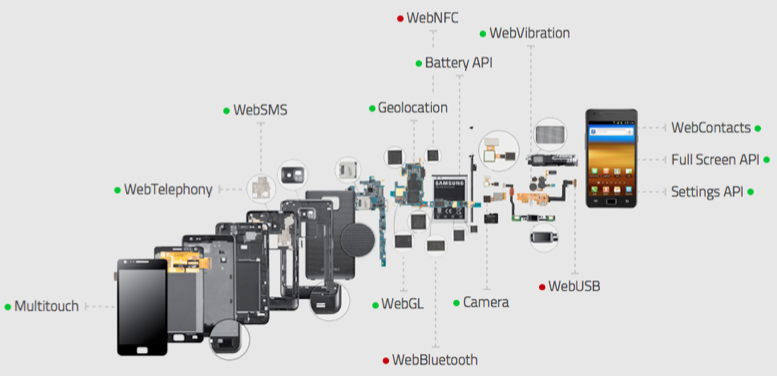 WebNFC
WebVibration
Battery API
Geolocation
WebSMS
WebContacts
Full Screen API
WebTelephony
SAMSUNG
Settings API
WebUSB
Multitouch
WebGL
Camera
WebBluetooth